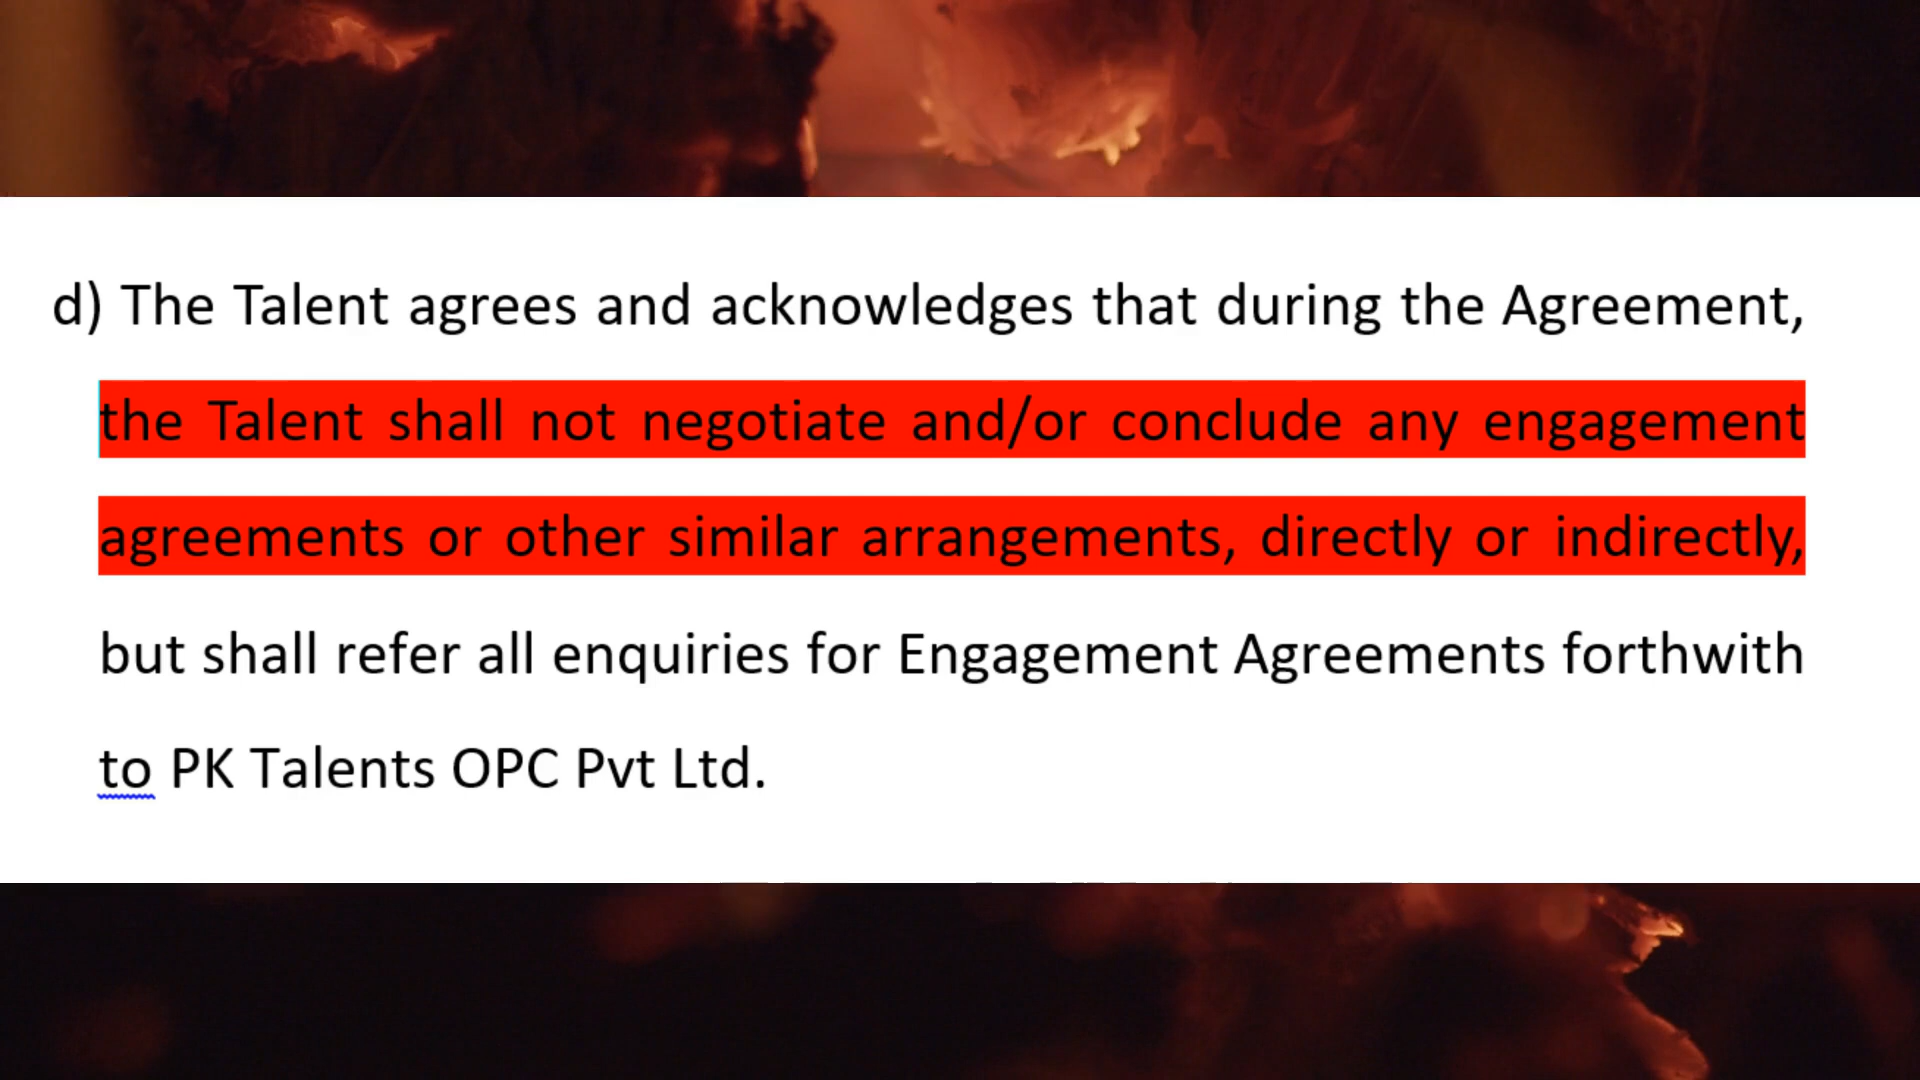 d) The Talent agrees and acknowledges that during the Agreement,
the Talent shall not negotiate and/or conclude any engagement
agreements or other similar arrangements, directly or indirectly,
but shall refer all enquiries for Engagement Agreements forthwith
to PK Talents OPC Pvt Ltd.